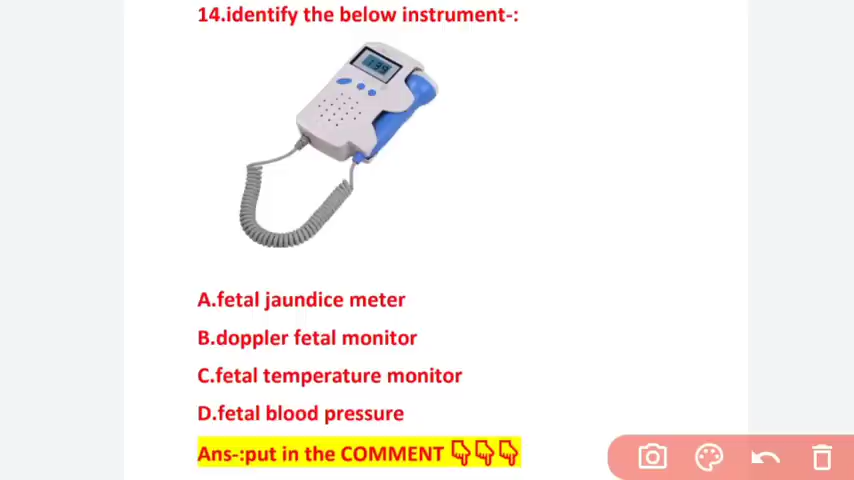 14.identify the below instrument-:
139
A.fetal jaundice meter
B.doppler fetal monitor
C.fetal temperature monitor
D.fetal blood pressure
Ans-:put in the COMMENT 👇👇👇